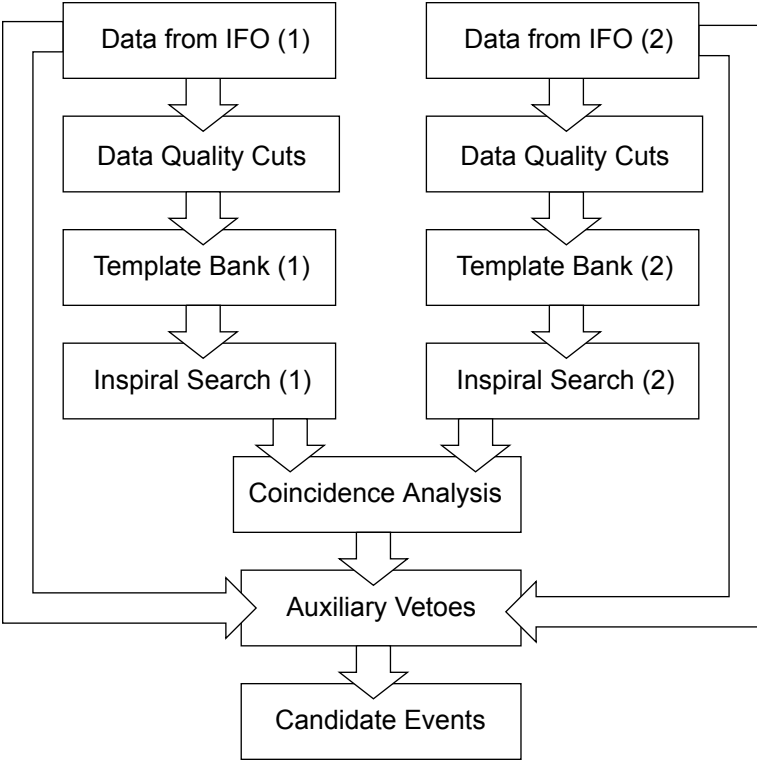 Data from IFO (1)
Data from IFO (2)
Data Quality Cuts
Data Quality Cuts
Template Bank (1)
Template Bank (2)
Inspiral Search (1)
Inspiral Search (2)
Coincidence Analysis
Auxiliary Vetoes
Candidate Events